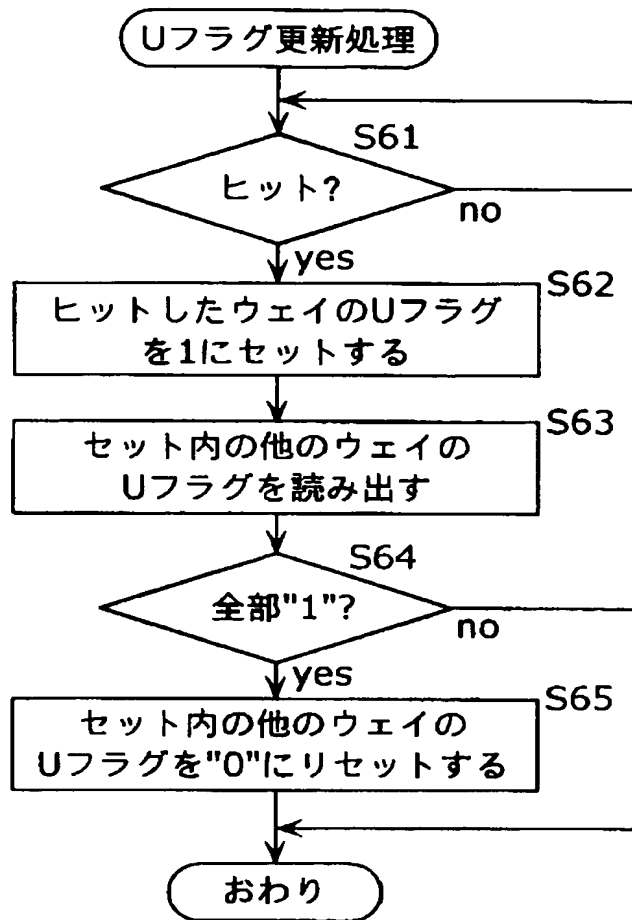 Uフラグ更新処理
S61
ヒット?
no
yes
S62
ヒットしたウェイのUフラグ
を1にセットする
S63
セット内の他のウェイの
Uフラグを読み出す
S64
全部"1"?
no
yes
S65
セット内の他のウェイの
Uフラグを"0"にリセットする
おわり